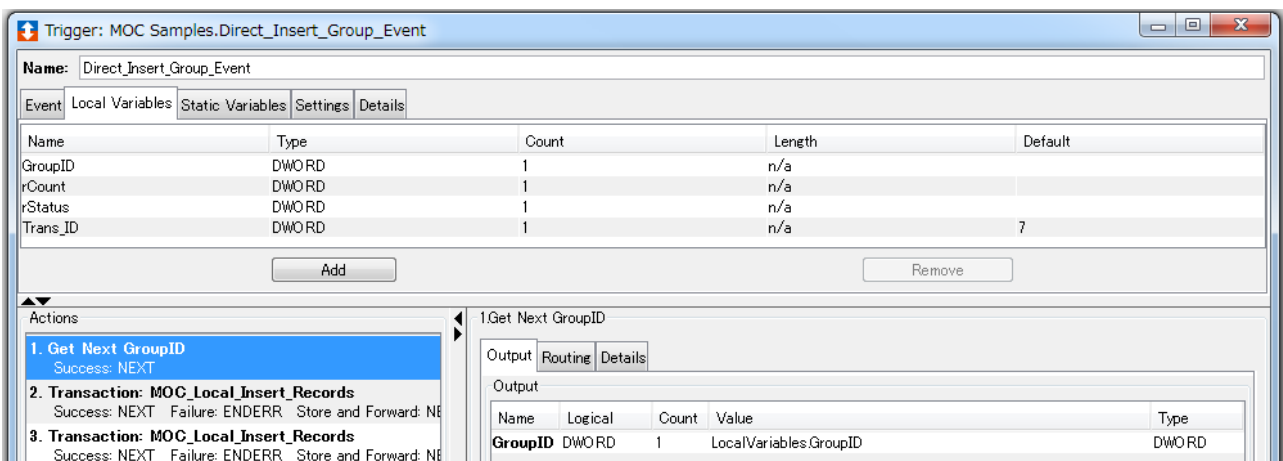 Trigger: MOC Samples.Direct_Insert_Group_Event
Name: Direct_Insert_Group_Event
Event Local Variables Static Variables Settings Details
Name Type Count Length Default
GroupID DWORD 1 n/a
rCount DWORD 1 n/a
rStatus DWORD 1 n/a
Trans_ID DWORD 1 n/a 7
Add Remove
Actions
1. Get Next GroupID
Success: NEXT
2. Transaction: MOC_Local_Insert_Records
Success: NEXT Failure: ENDERR Store and Forward: NE
3. Transaction: MOC_Local_Insert_Records
Success: NEXT Failure: ENDERR Store and Forward: NE
1.Get Next GroupID
Output Routing Details
Output
Name Logical Count Value Type
GroupID DWORD 1 LocalVariables.GroupID DWORD